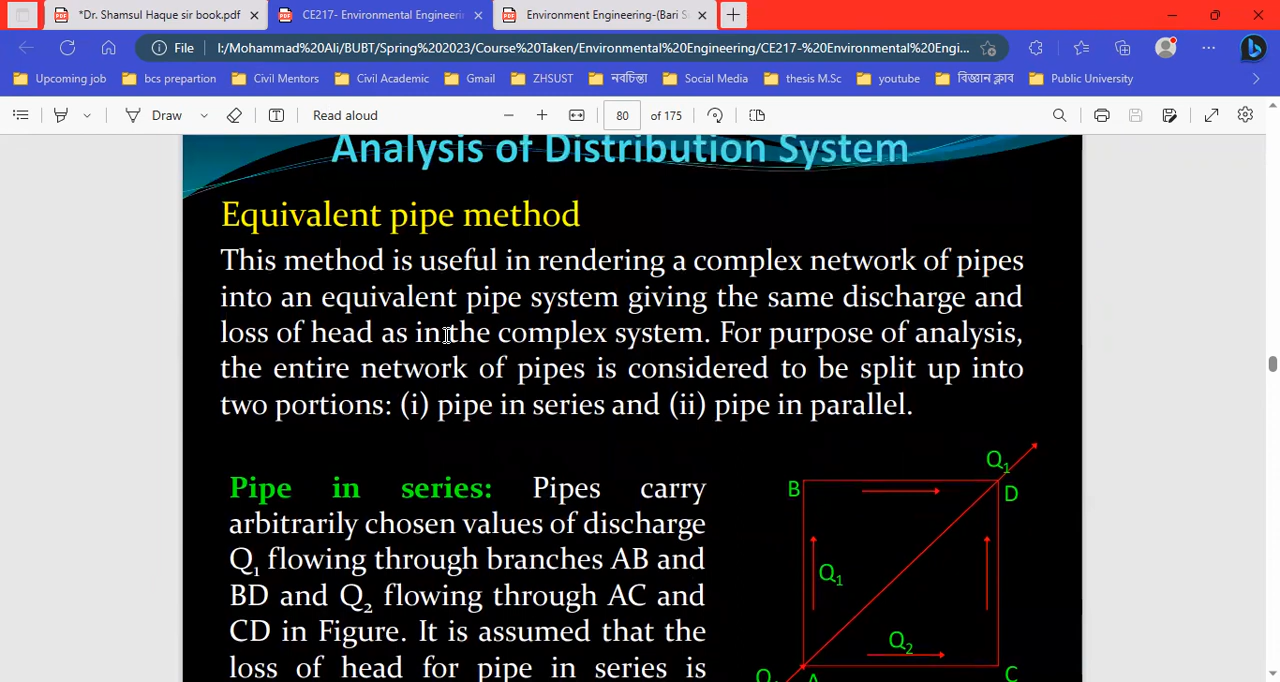 *Dr. Shamsul Haque sir book.pdf
CE217- Environmental Engineerin
Environment Engineering-(Bari Si
File
I:/Mohammad%20Ali/BUBT/Spring%202023/Course%20Taken/Environmental%20Engineering/CE217-%20Environmental%20Engi...
Upcoming job
bcs prepartion
Civil Mentors
Civil Academic
Gmail
ZHSUST
নবচিন্তা
Social Media
thesis M.Sc
youtube
বিজ্ঞান ক্লাব
Public University
Draw
Read aloud
80 of 175
Analysis of Distribution System
Equivalent pipe method
This method is useful in rendering a complex network of pipes
into an equivalent pipe system giving the same discharge and
loss of head as in the complex system. For purpose of analysis,
the entire network of pipes is considered to be split up into
two portions: (i) pipe in series and (ii) pipe in parallel.
Pipe in series: Pipes carry
arbitrarily chosen values of discharge
Q₁ flowing through branches AB and
BD and Q₂ flowing through AC and
CD in Figure. It is assumed that the
loss of head for pipe in series is
Q₁
B
D
Q₁
Q₂
Q
A
C